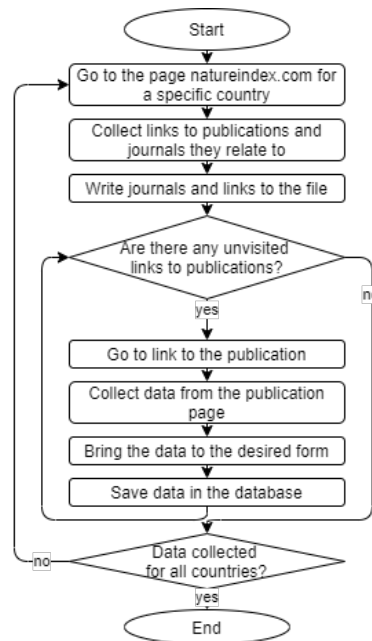 Start
Go to the page natureindex.com for
a specific country
Collect links to publications and
journals they relate to
Write journals and links to the file
Are there any unvisited
links to publications?
yes
Go to link to the publication
Collect data from the publication
page
Bring the data to the desired form
Save data in the database
Data collected
for all countries?
no
yes
End